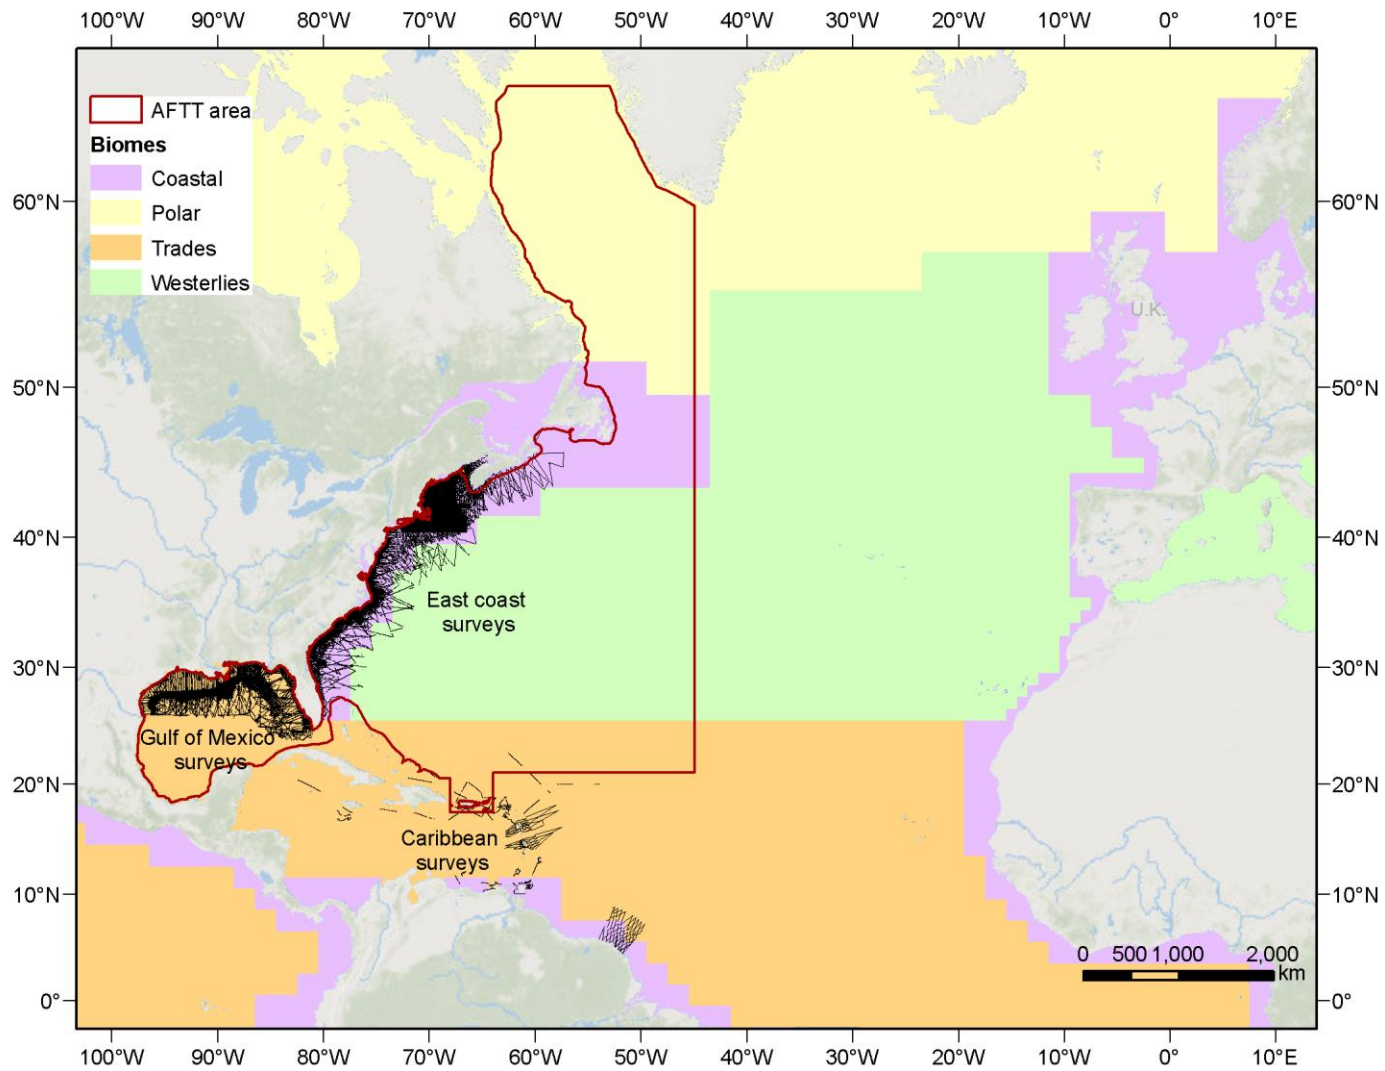 100°W 90°W 80°W 70°W 60°W 50°W 40°W 30°W 20°W 10°W 0° 10°E
AFTT area
Biomes
Coastal
Polar
Trades
Westerlies
60°N 60°N
U.K.
50°N 50°N
40°N 40°N
East coast
surveys
30°N 30°N
Gulf of Mexico
surveys
20°N 20°N
Caribbean
surveys
10°N 10°N
0 500 1,000 2,000
km
0° 0°
100°W 90°W 80°W 70°W 60°W 50°W 40°W 30°W 20°W 10°W 0° 10°E